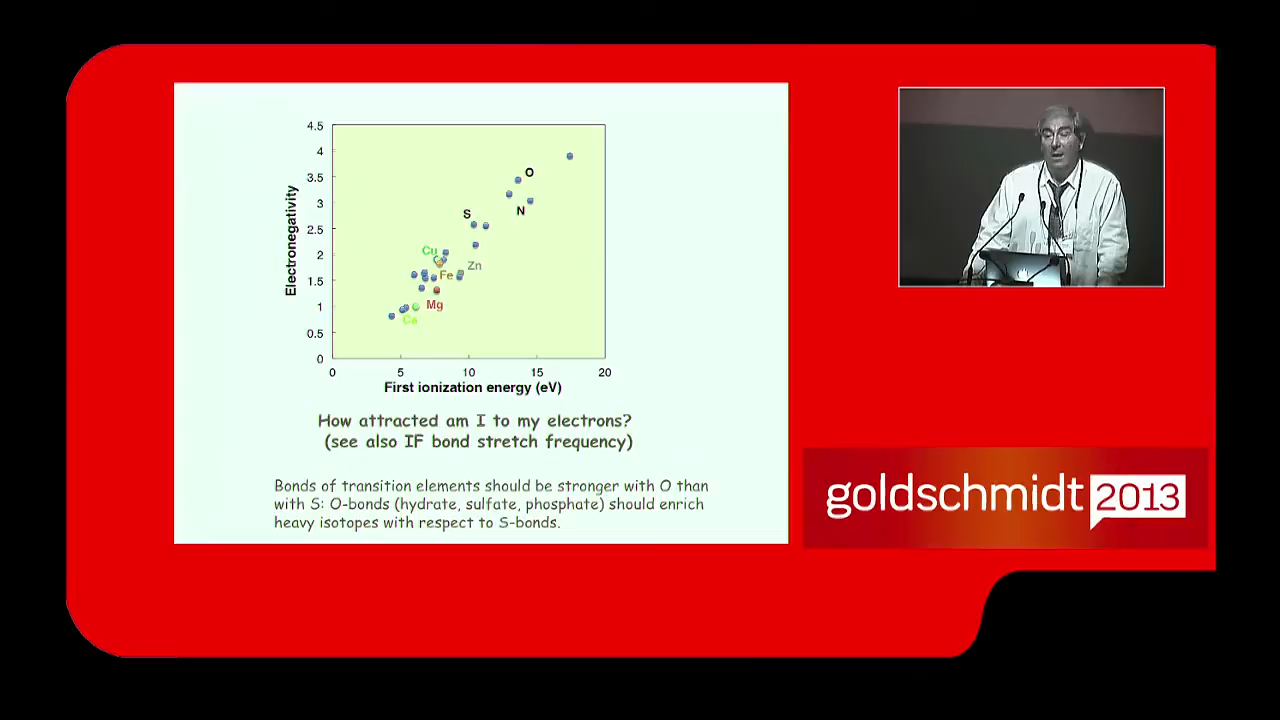 4.5
4
3.5
3
2.5
2
1.5
1
0.5
0
Electronegativity
O
N
S
Cu
Zn
Fe
Mg
Ca
0 5 10 15 20
First ionization energy (eV)
How attracted am I to my electrons?
(see also IF bond stretch frequency)
Bonds of transition elements should be stronger with O than
with S: O-bonds (hydrate, sulfate, phosphate) should enrich
heavy isotopes with respect to S-bonds.
goldschmidt 2013